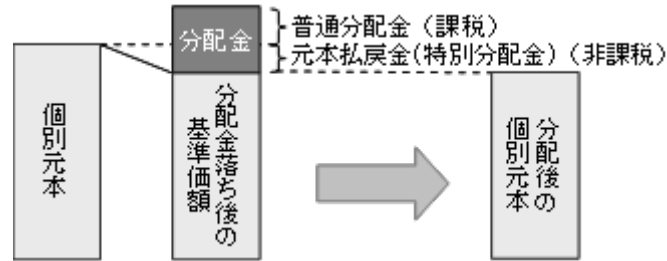 分配金
普通分配金（課税）
元本払戻金(特別分配金)（非課税）
個別元本
分配金落ち後の
基準価額
分配後の
個別元本